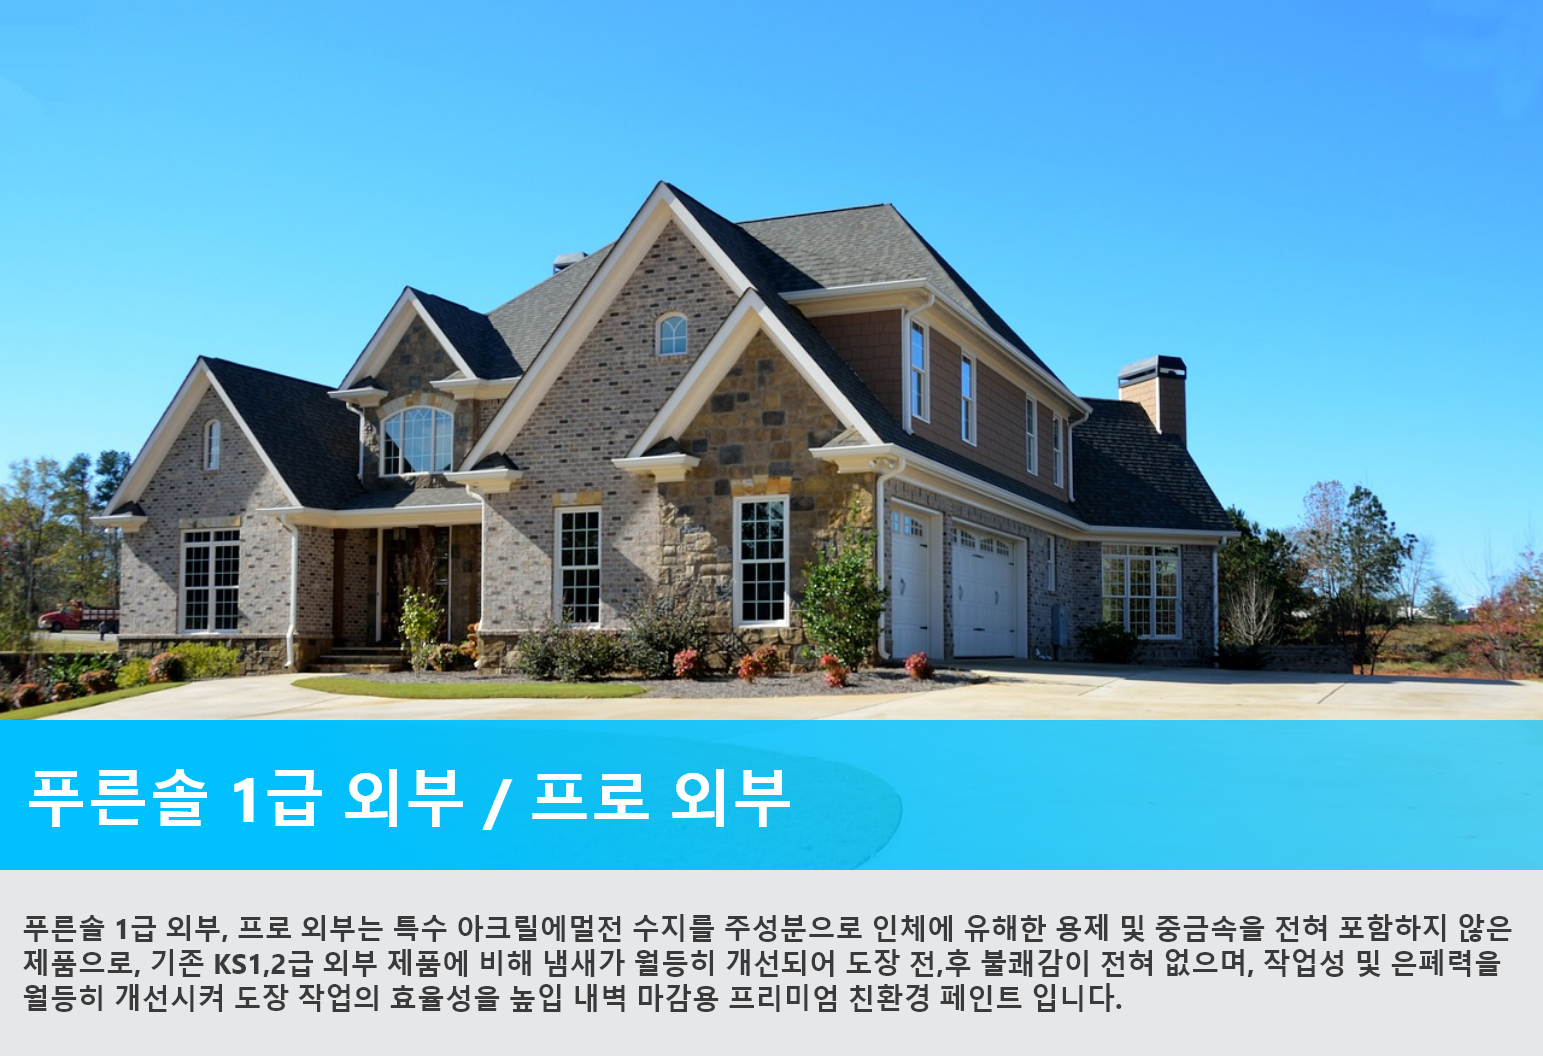 푸른솔 1급 외부 / 프로 외부
푸른솔 1급 외부, 프로 외부는 특수 아크릴에멀전 수지를 주성분으로 인체에 유해한 용제 및 중금속을 전혀 포함하지 않은
제품으로, 기존 KS1,2급 외부 제품에 비해 냄새가 월등히 개선되어 도장 전,후 불쾌감이 전혀 없으며, 작업성 및 은폐력을
월등히 개선시켜 도장 작업의 효율성을 높입 내벽 마감용 프리미엄 친환경 페인트 입니다.